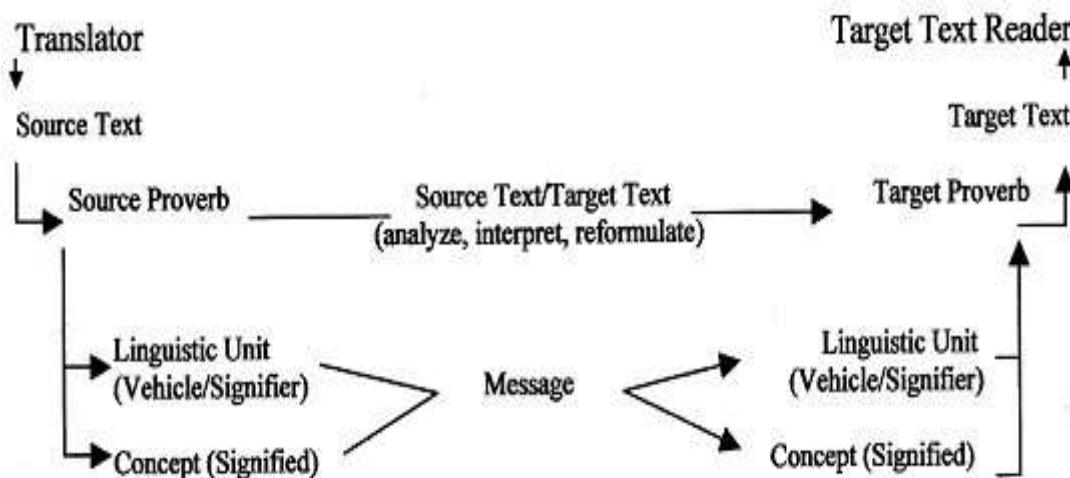 Translator
Target Text Reader
Source Text
Target Text
Source Proverb
Source Text/Target Text
(analyze, interpret, reformulate)
Target Proverb
Linguistic Unit
(Vehicle/Signifier)
Message
Linguistic Unit
(Vehicle/Signifier)
Concept (Signified)
Concept (Signified)